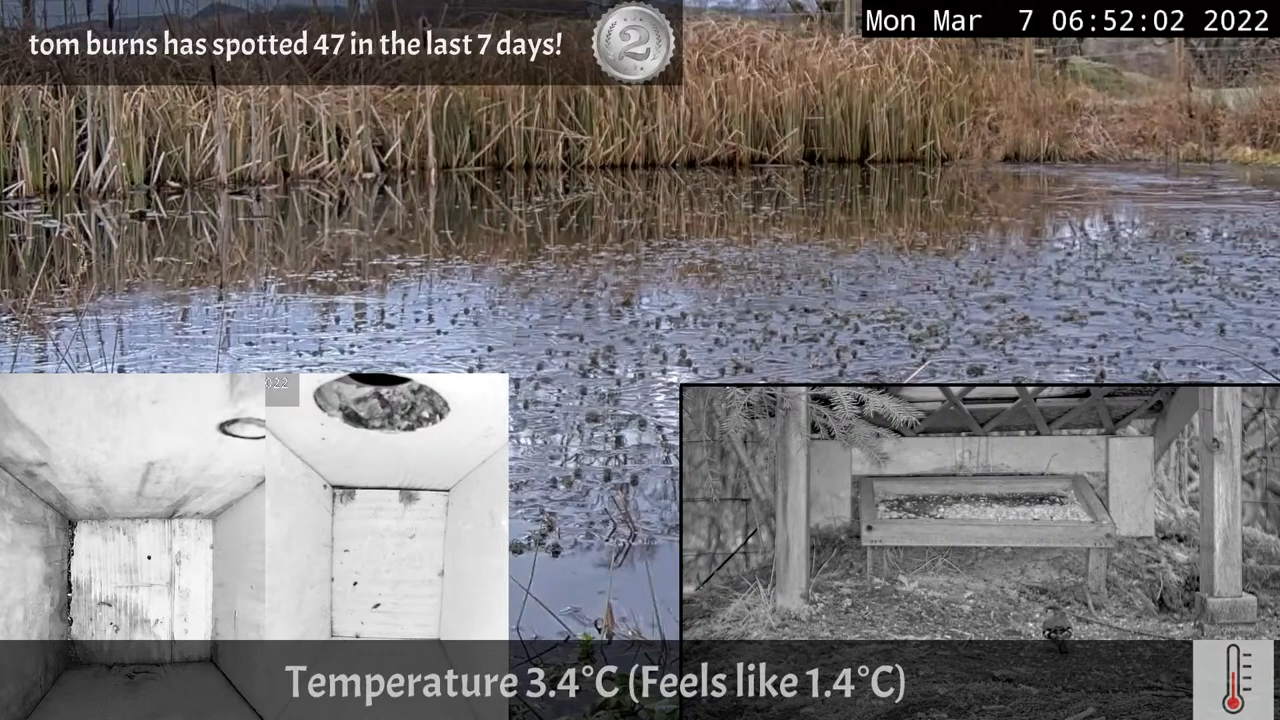 tom burns has spotted 47 in the last 7 days!
2
Mon Mar 7 06:52:02 2022
022
Temperature 3.4°C (Feels like 1.4°C)